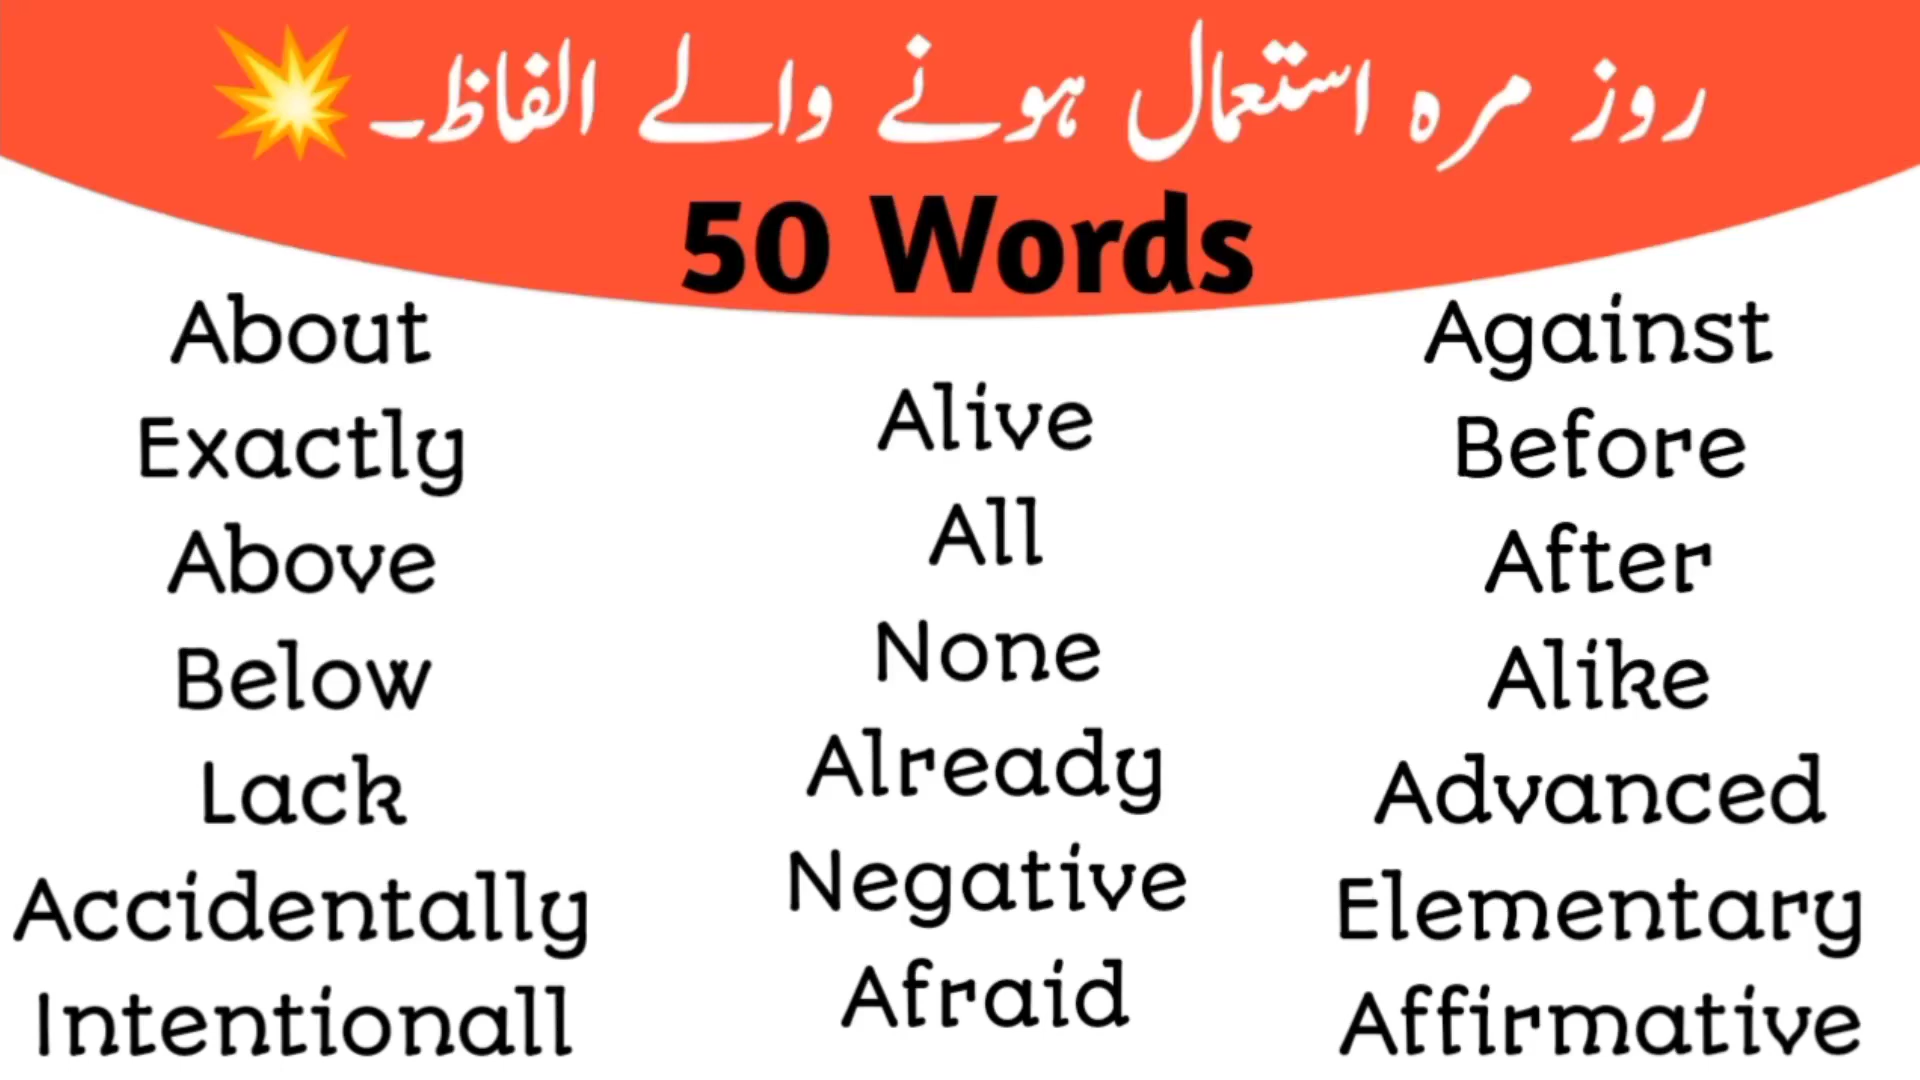 روز مرہ استعمال ہونے والے الفاظ۔
50 Words
About
Exactly
Above
Below
Lack
Accidentally
Intentionall
Alive
All
None
Already
Negative
Afraid
Against
Before
After
Alike
Advanced
Elementary
Affirmative